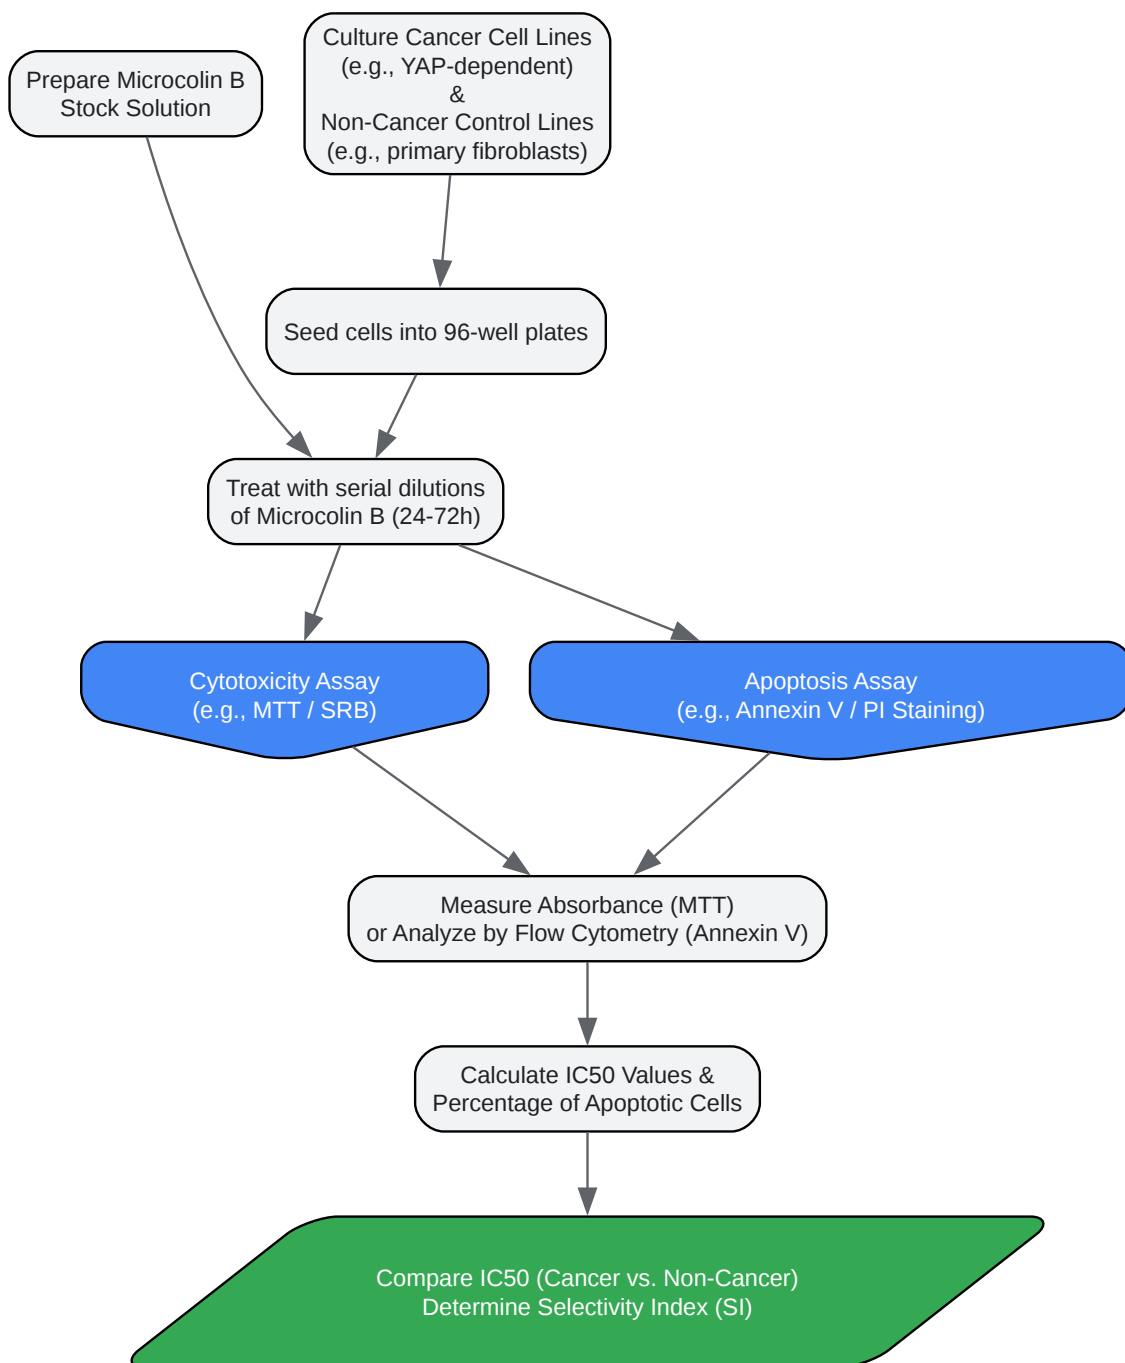 Prepare Microcolin B
Stock Solution
Culture Cancer Cell Lines
(e.g., YAP-dependent)
&
Non-Cancer Control Lines
(e.g., primary fibroblasts)
Seed cells into 96-well plates
Treat with serial dilutions
of Microcolin B (24-72h)
Cytotoxicity Assay
(e.g., MTT / SRB)
Apoptosis Assay
(e.g., Annexin V / PI Staining)
Measure Absorbance (MTT)
or Analyze by Flow Cytometry (Annexin V)
Calculate IC50 Values &
Percentage of Apoptotic Cells
Compare IC50 (Cancer vs. Non-Cancer)
Determine Selectivity Index (SI)